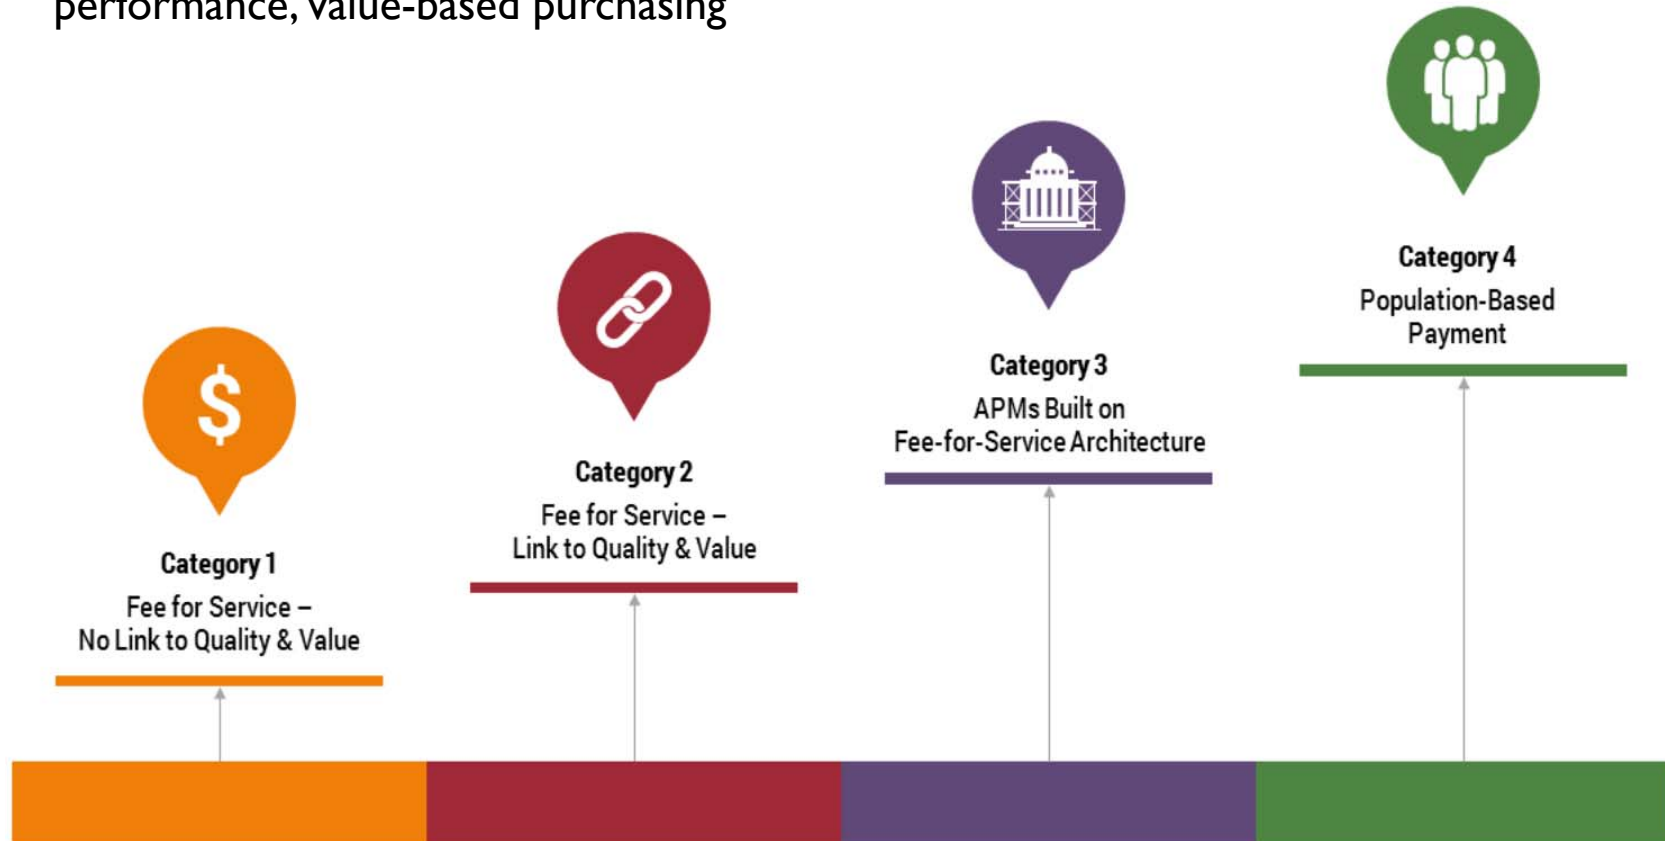 performance, value-based purchasing
$
Category 1
Fee for Service –
No Link to Quality & Value
Category 2
Fee for Service –
Link to Quality & Value
Category 3
APMs Built on
Fee-for-Service Architecture
Category 4
Population-Based
Payment